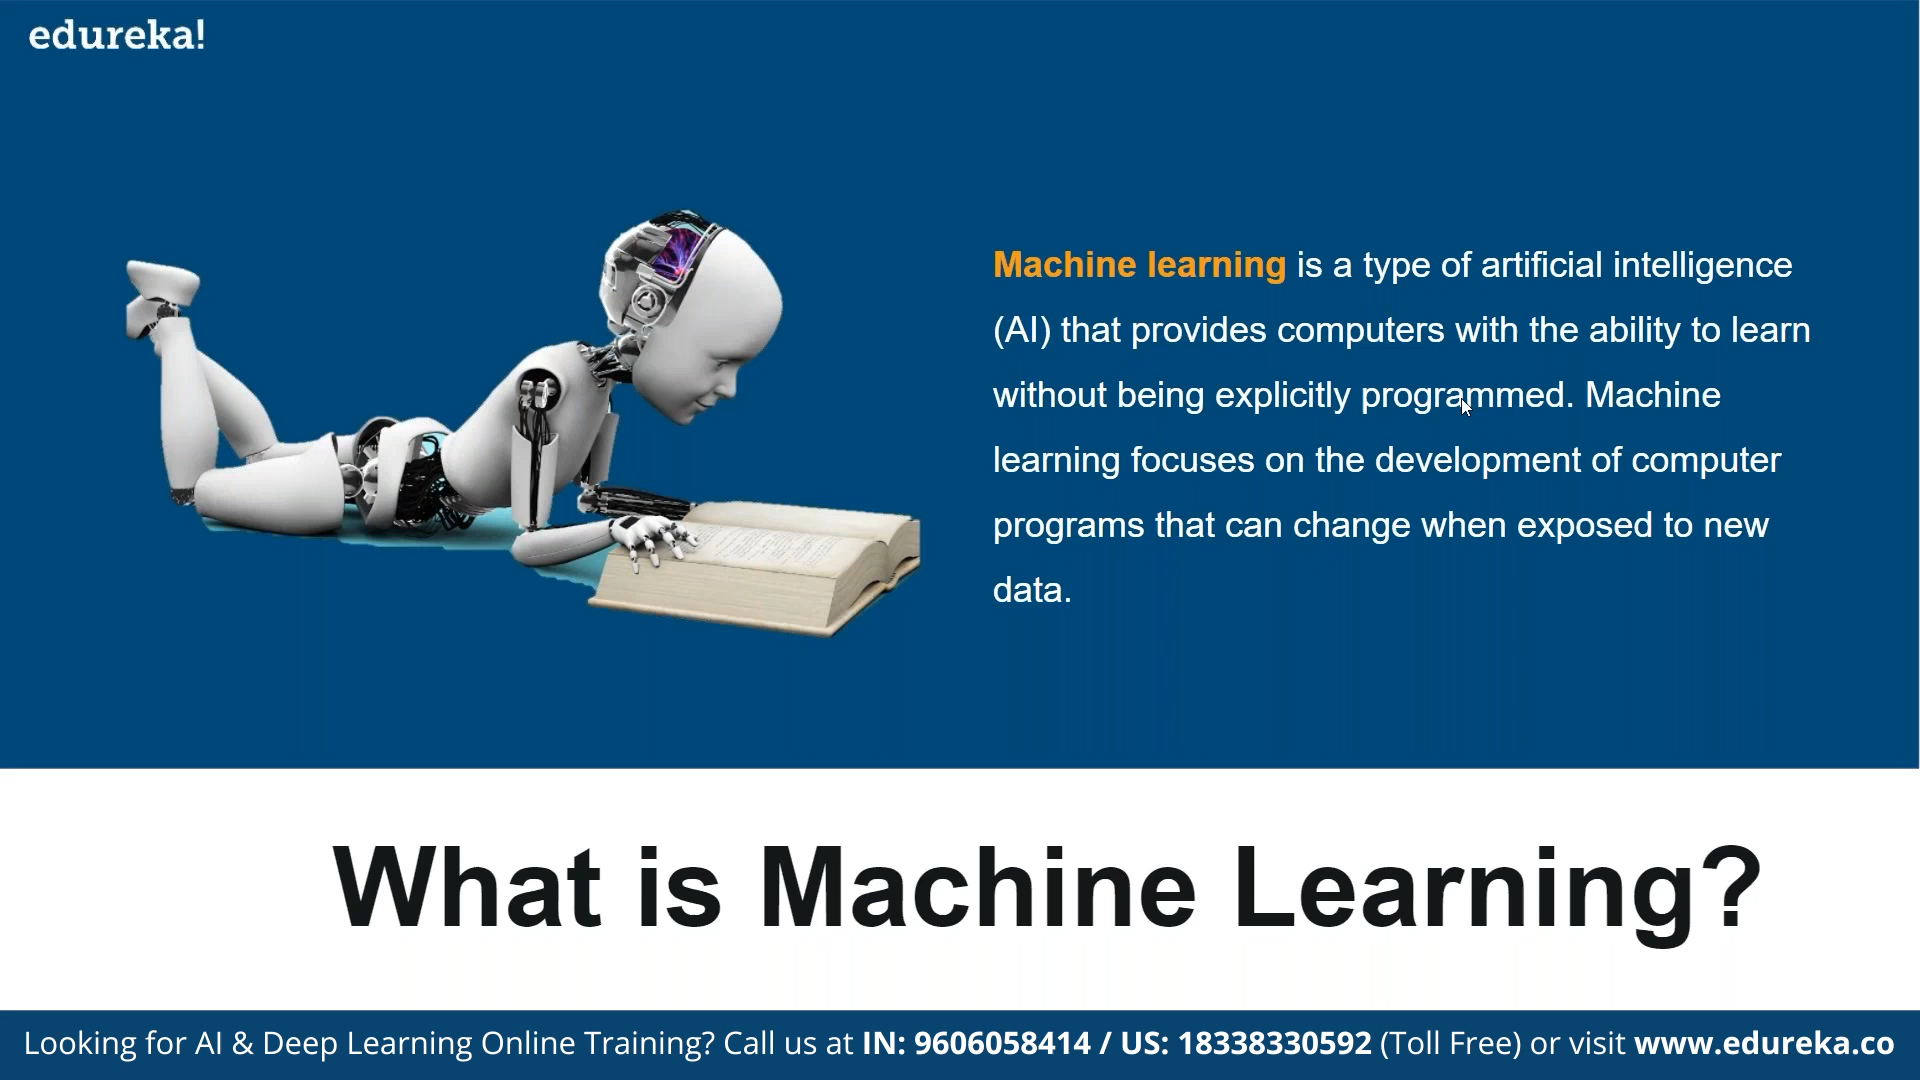 edureka!
Machine learning is a type of artificial intelligence
(AI) that provides computers with the ability to learn
without being explicitly programmed. Machine
learning focuses on the development of computer
programs that can change when exposed to new
data.
What is Machine Learning?
Looking for AI & Deep Learning Online Training? Call us at IN: 9606058414 / US: 18338330592 (Toll Free) or visit www.edureka.co